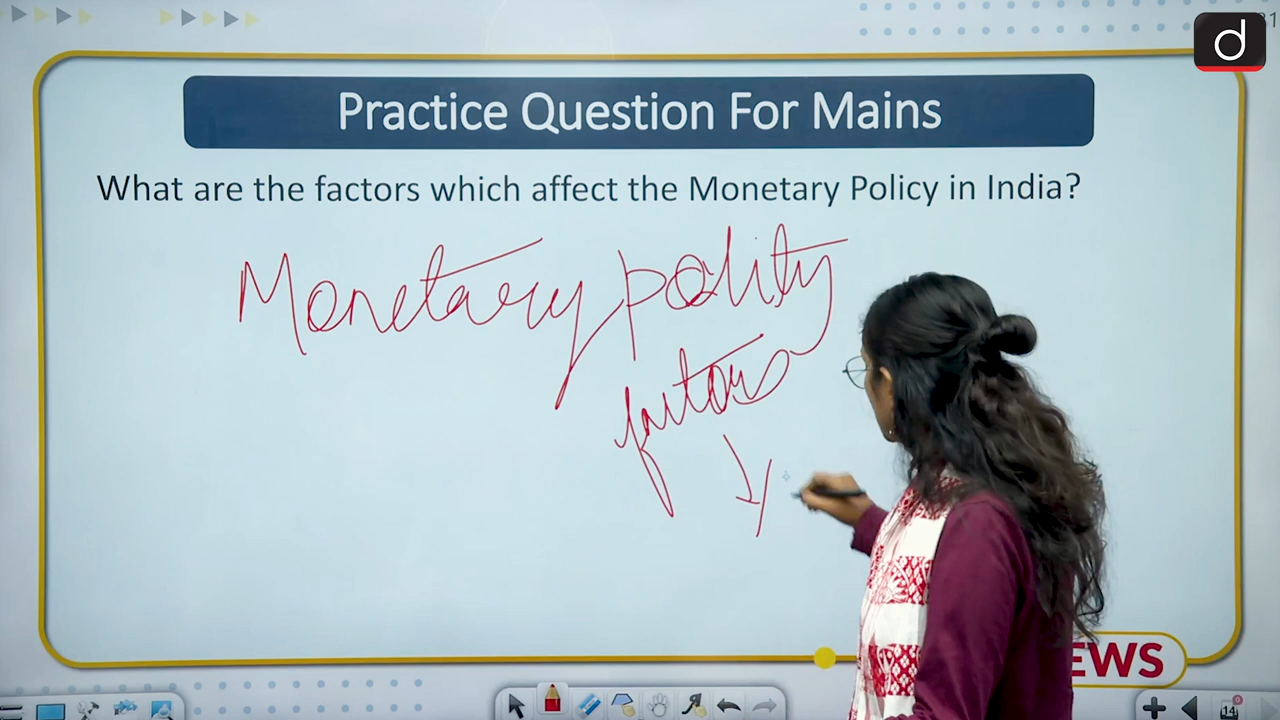 d
Practice Question For Mains
What are the factors which affect the Monetary Policy in India?
Monetary polity
factors
EWS
14